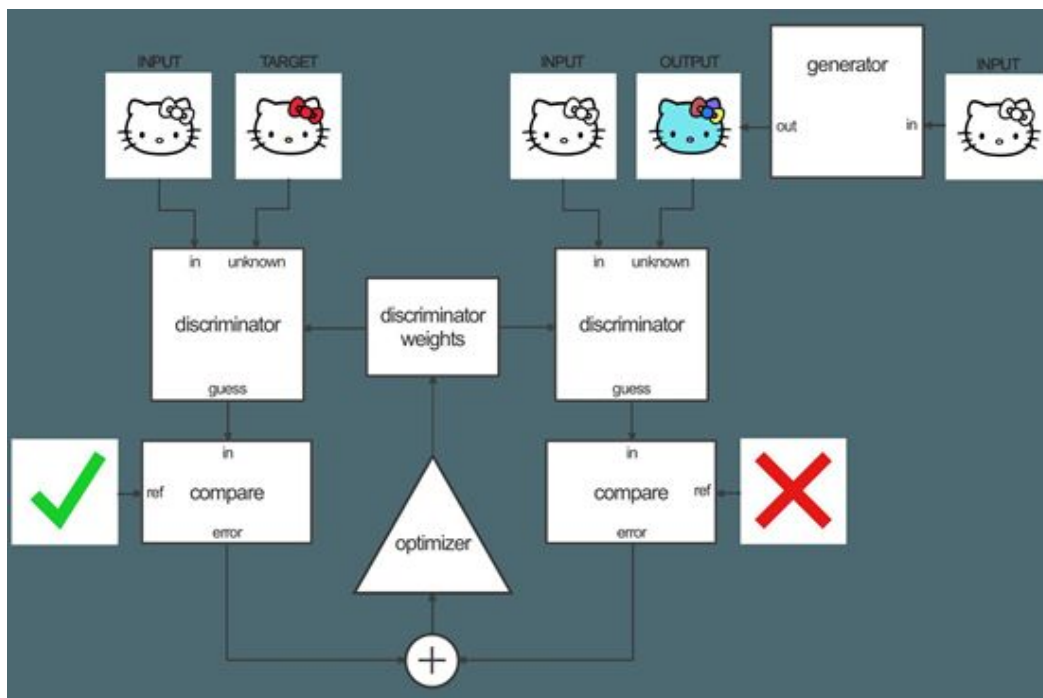 INPUT
TARGET
INPUT
OUTPUT
generator
INPUT
out
in
in
unknown
discriminator
guess
discriminator
weights
in
unknown
discriminator
guess
in
ref
compare
error
optimizer
in
compare
ref
error
+